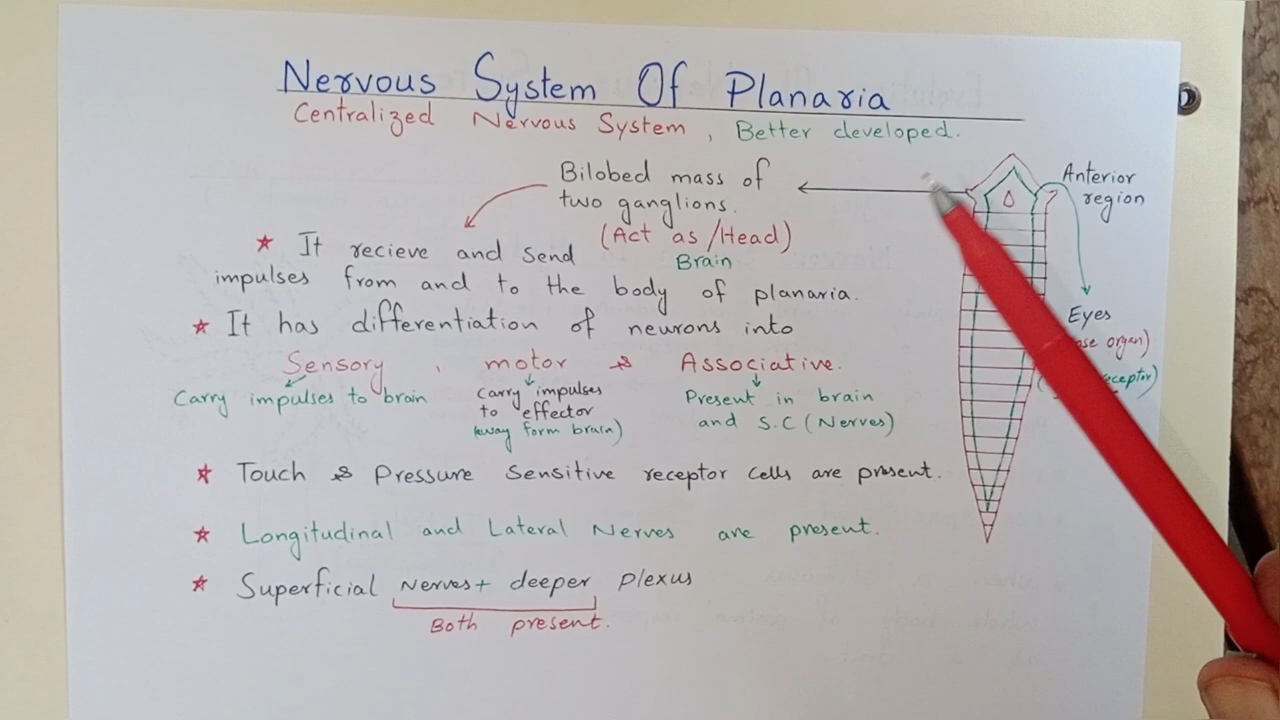 Nervous System Of Planaria
Centralized Nervous System, Better developed.
Bilobed mass of
two ganglions.
(Act as /Head)
Brain
Anterior
region
★ It recieve and send
impulses from and to the body of planaria.
★ It has differentiation of neurons into
Sensory, motor & Associative.
Carry impulses to brain
Carry impulses
to effector
(away form brain)
Present in brain
and S.C (Nerves)
Eyes
organ)
★ Touch & Pressure Sensitive receptor cells are present.
★ Longitudinal and Lateral Nerves are present.
★ Superficial Nerves + deeper Plexus
Both present.